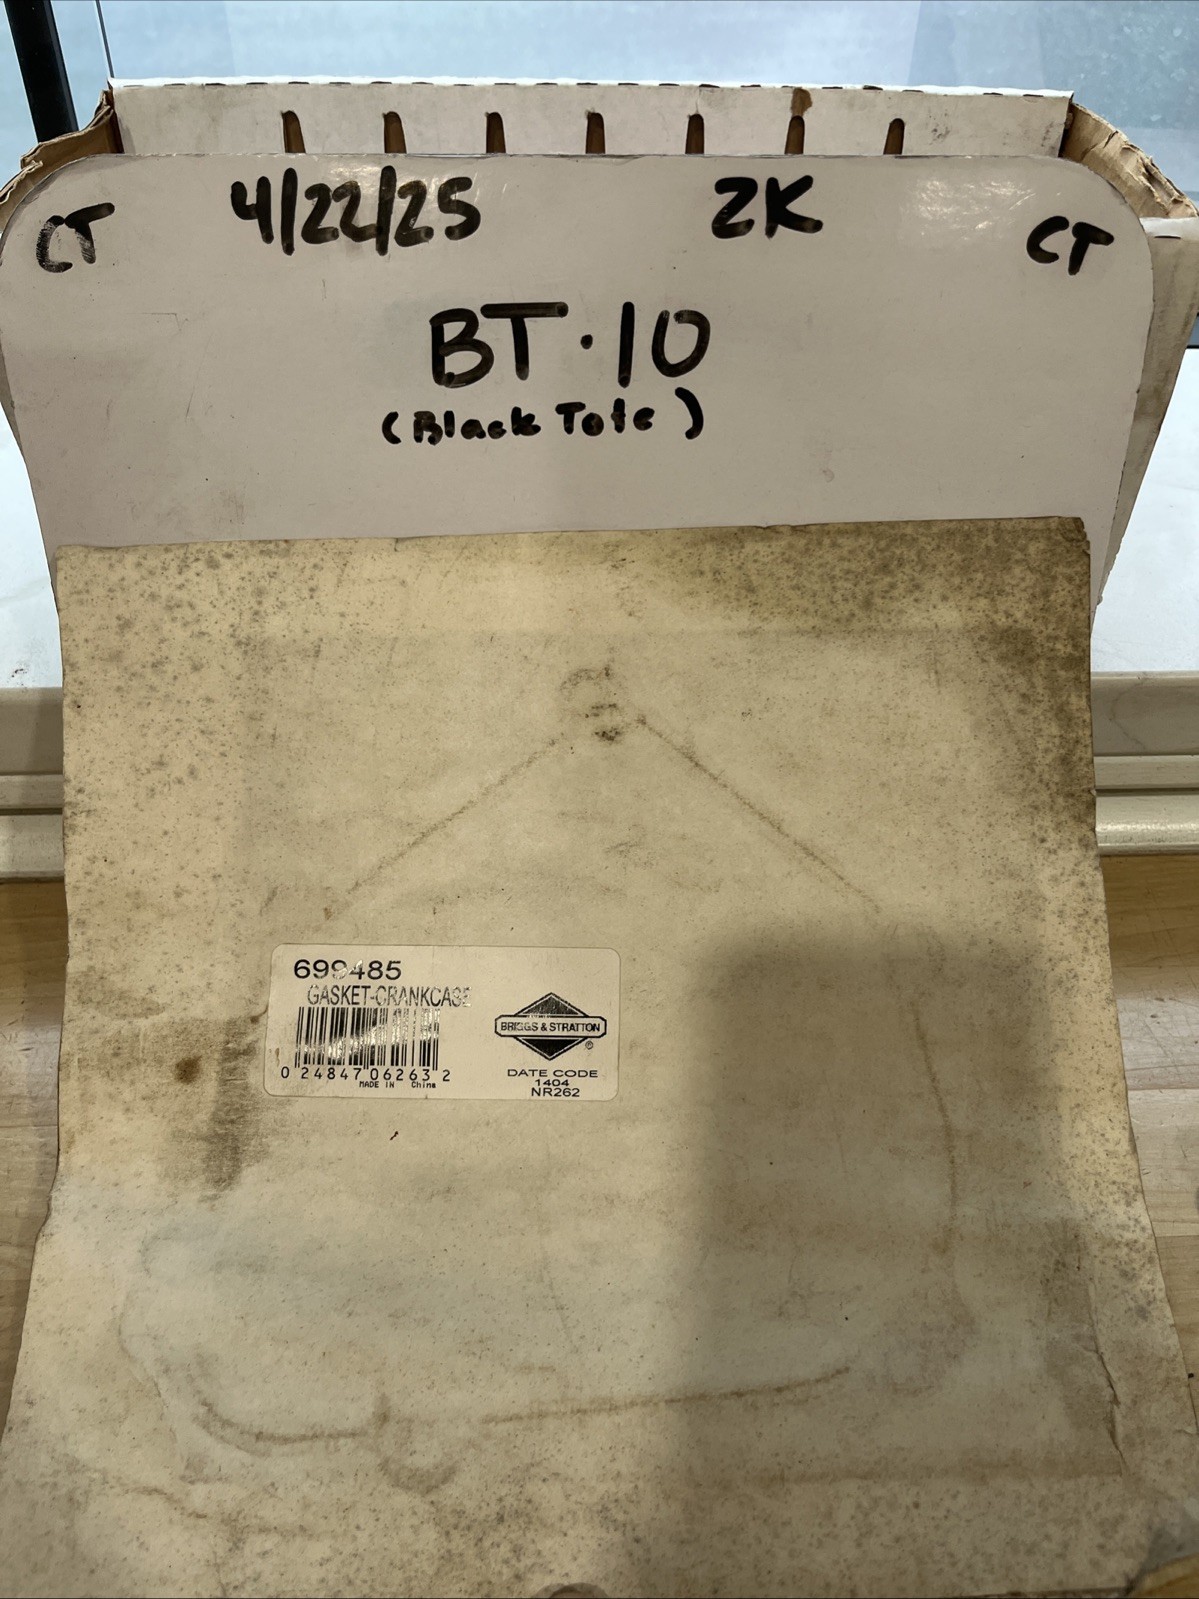 4/22/25 2K
CT CT
BT·10
(Black Tote)
699485
GASKET-CRANKCASE
0 24847 06263 2
MADE IN China
BRIGGS & STRATTON
®
DATE CODE
1404
NR262